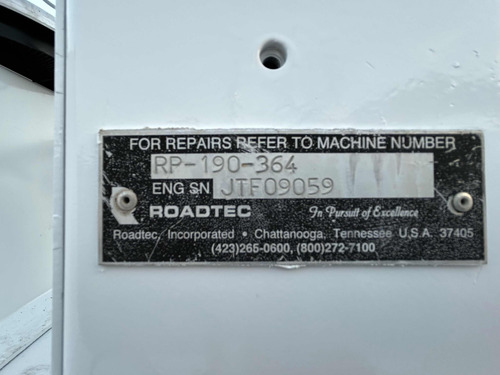 FOR REPAIRS REFER TO MACHINE NUMBER
RP-190-364
ENG SN JTF09059
ROADTEC In Pursuit of Excellence
Roadtec, Incorporated • Chattanooga, Tennessee U.S.A. 37405
(423)265-0600, (800)272-7100